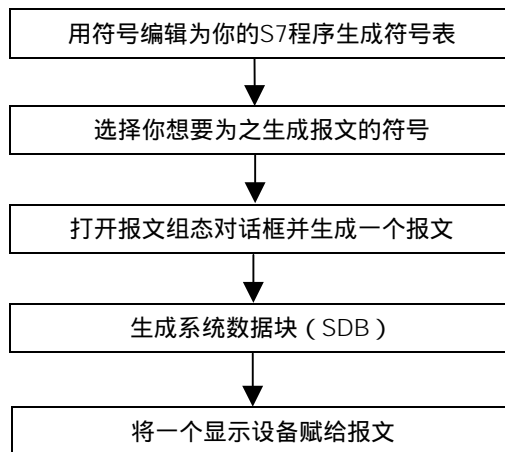 用符号编辑为你的S7程序生成符号表
选择你想要为之生成报文的符号
打开报文组态对话框并生成一个报文
生成系统数据块（SDB）
将一个显示设备赋给报文